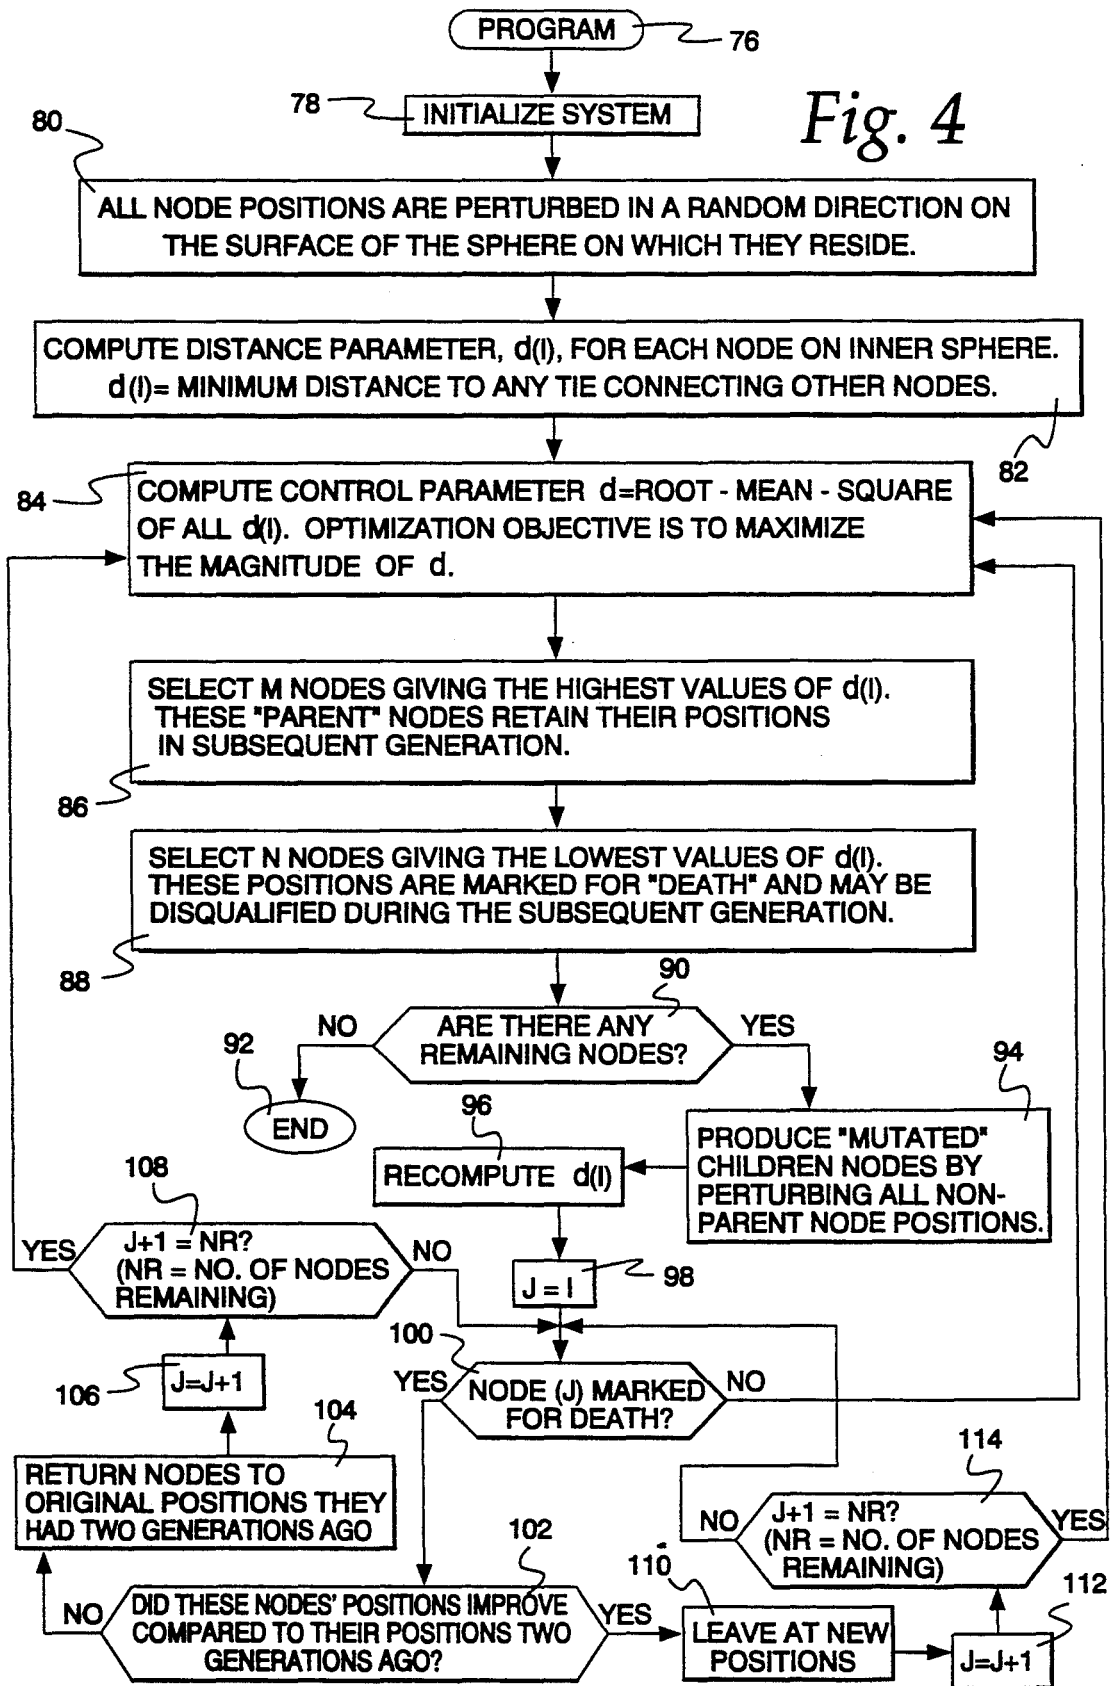 PROGRAM
76
78
INITIALIZE SYSTEM
Fig. 4
80
ALL NODE POSITIONS ARE PERTURBED IN A RANDOM DIRECTION ON
THE SURFACE OF THE SPHERE ON WHICH THEY RESIDE.
COMPUTE DISTANCE PARAMETER, d(I), FOR EACH NODE ON INNER SPHERE.
d(I)= MINIMUM DISTANCE TO ANY TIE CONNECTING OTHER NODES.
82
84
COMPUTE CONTROL PARAMETER d=ROOT - MEAN - SQUARE
OF ALL d(I). OPTIMIZATION OBJECTIVE IS TO MAXIMIZE
THE MAGNITUDE OF d.
SELECT M NODES GIVING THE HIGHEST VALUES OF d(I).
THESE "PARENT" NODES RETAIN THEIR POSITIONS
IN SUBSEQUENT GENERATION.
86
SELECT N NODES GIVING THE LOWEST VALUES OF d(I).
THESE POSITIONS ARE MARKED FOR "DEATH" AND MAY BE
DISQUALIFIED DURING THE SUBSEQUENT GENERATION.
88
90
NO
ARE THERE ANY
REMAINING NODES?
YES
92
END
94
PRODUCE "MUTATED"
CHILDREN NODES BY
PERTURBING ALL NON-
PARENT NODE POSITIONS.
96
RECOMPUTE d(I)
98
J = I
108
YES
J+1 = NR?
(NR = NO. OF NODES
REMAINING)
NO
100
YES
NODE (J) MARKED
FOR DEATH?
NO
106
J=J+1
104
RETURN NODES TO
ORIGINAL POSITIONS THEY
HAD TWO GENERATIONS AGO
114
NO
J+1 = NR?
(NR = NO. OF NODES
REMAINING)
YES
102
NO
DID THESE NODES' POSITIONS IMPROVE
COMPARED TO THEIR POSITIONS TWO
GENERATIONS AGO?
YES
110
LEAVE AT NEW
POSITIONS
112
J=J+1